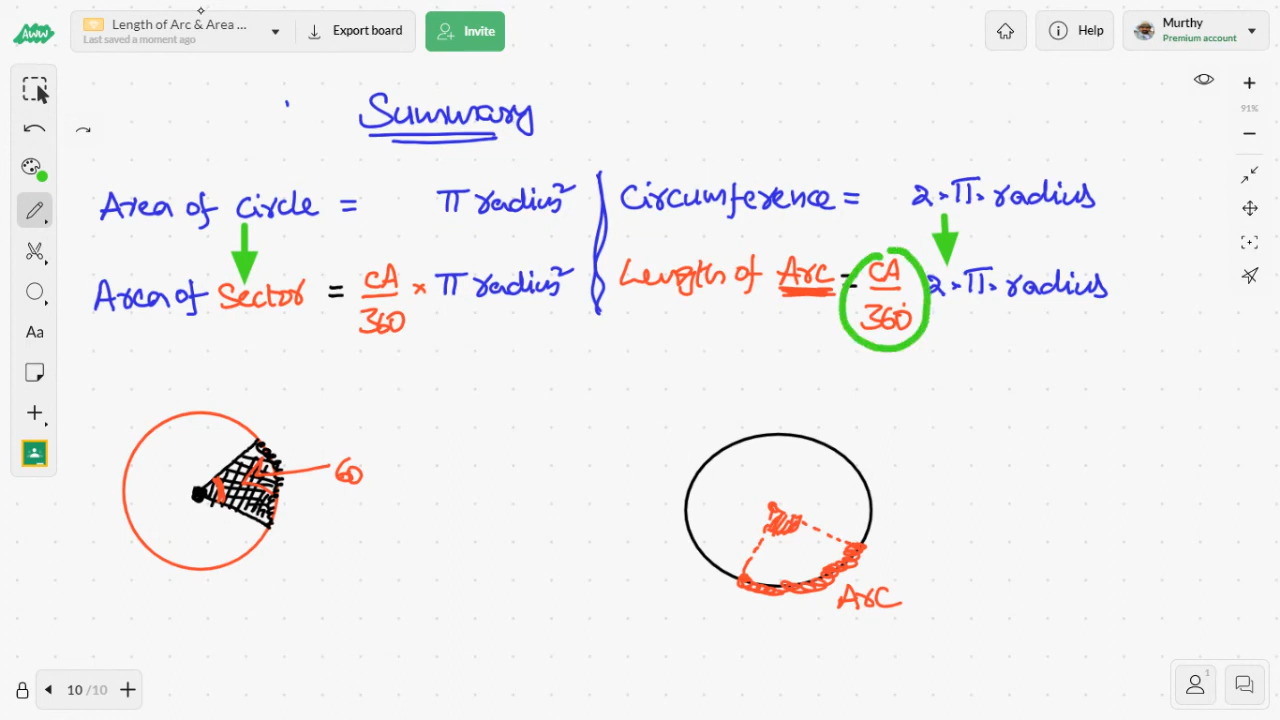 AWW
Length of Arc & Area ...
Last saved a moment ago
Export board
Invite
Help
Murthy
Premium account
91%
Summary
Area of circle = π radius²
Circumference = 2.π.radius
Area of Sector = CA/360 × π radius²
Length of Arc = CA/360° 2.π.radius
60
Arc
Aa
10 /10
1